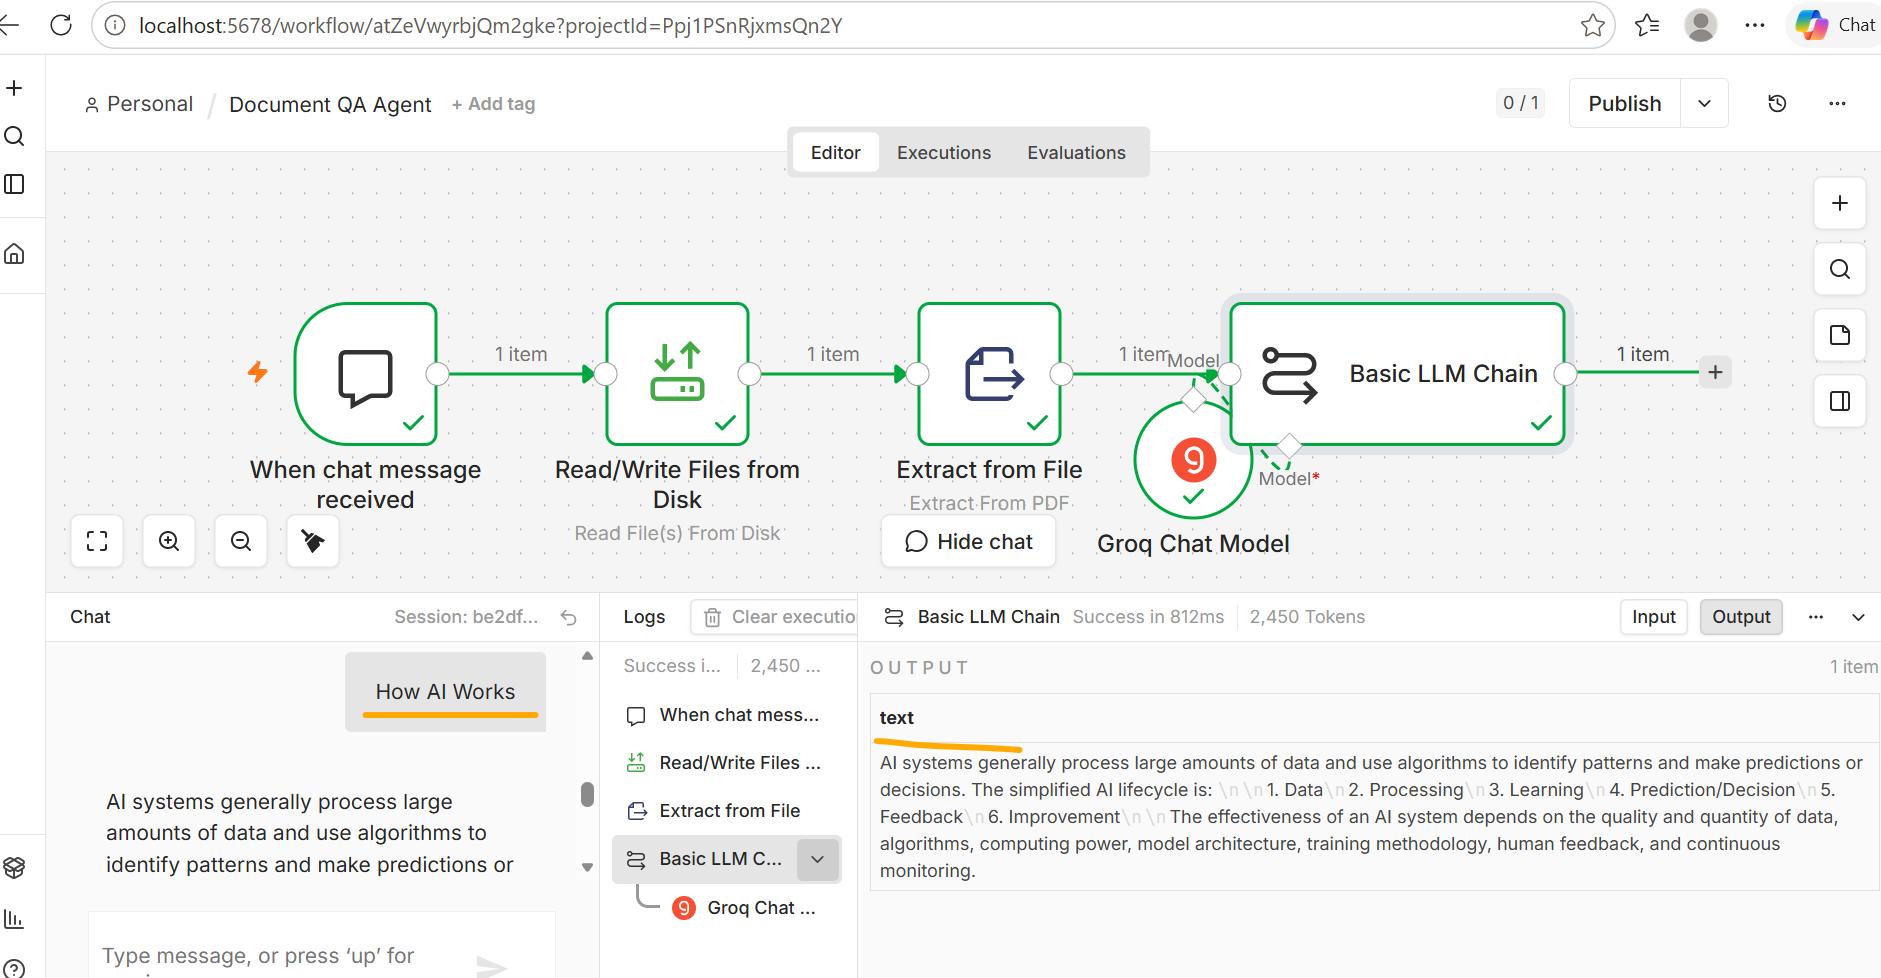 localhost:5678/workflow/atZeVwyrbjQm2gke?projectId=Ppj1PSnRjxmsQn2Y
Chat
Personal / Document QA Agent + Add tag
0 / 1
Publish
Editor Executions Evaluations
1 item
1 item
1 item
Model
Basic LLM Chain
1 item
When chat message
received
Read/Write Files from
Disk
Read File(s) From Disk
Extract from File
Extract From PDF
Model*
Groq Chat Model
Hide chat
Chat
Session: be2df...
How AI Works
AI systems generally process large
amounts of data and use algorithms to
identify patterns and make predictions or
Type message, or press ‘up’ for
Logs
Clear executio
Success i... 2,450 ...
When chat mess...
Read/Write Files ...
Extract from File
Basic LLM C...
Groq Chat ...
Basic LLM Chain Success in 812ms 2,450 Tokens
Input Output
OUTPUT
1 item
text
AI systems generally process large amounts of data and use algorithms to identify patterns and make predictions or
decisions. The simplified AI lifecycle is: \n\n1. Data\n2. Processing\n3. Learning\n4. Prediction/Decision\n5.
Feedback\n6. Improvement\n\nThe effectiveness of an AI system depends on the quality and quantity of data,
algorithms, computing power, model architecture, training methodology, human feedback, and continuous
monitoring.